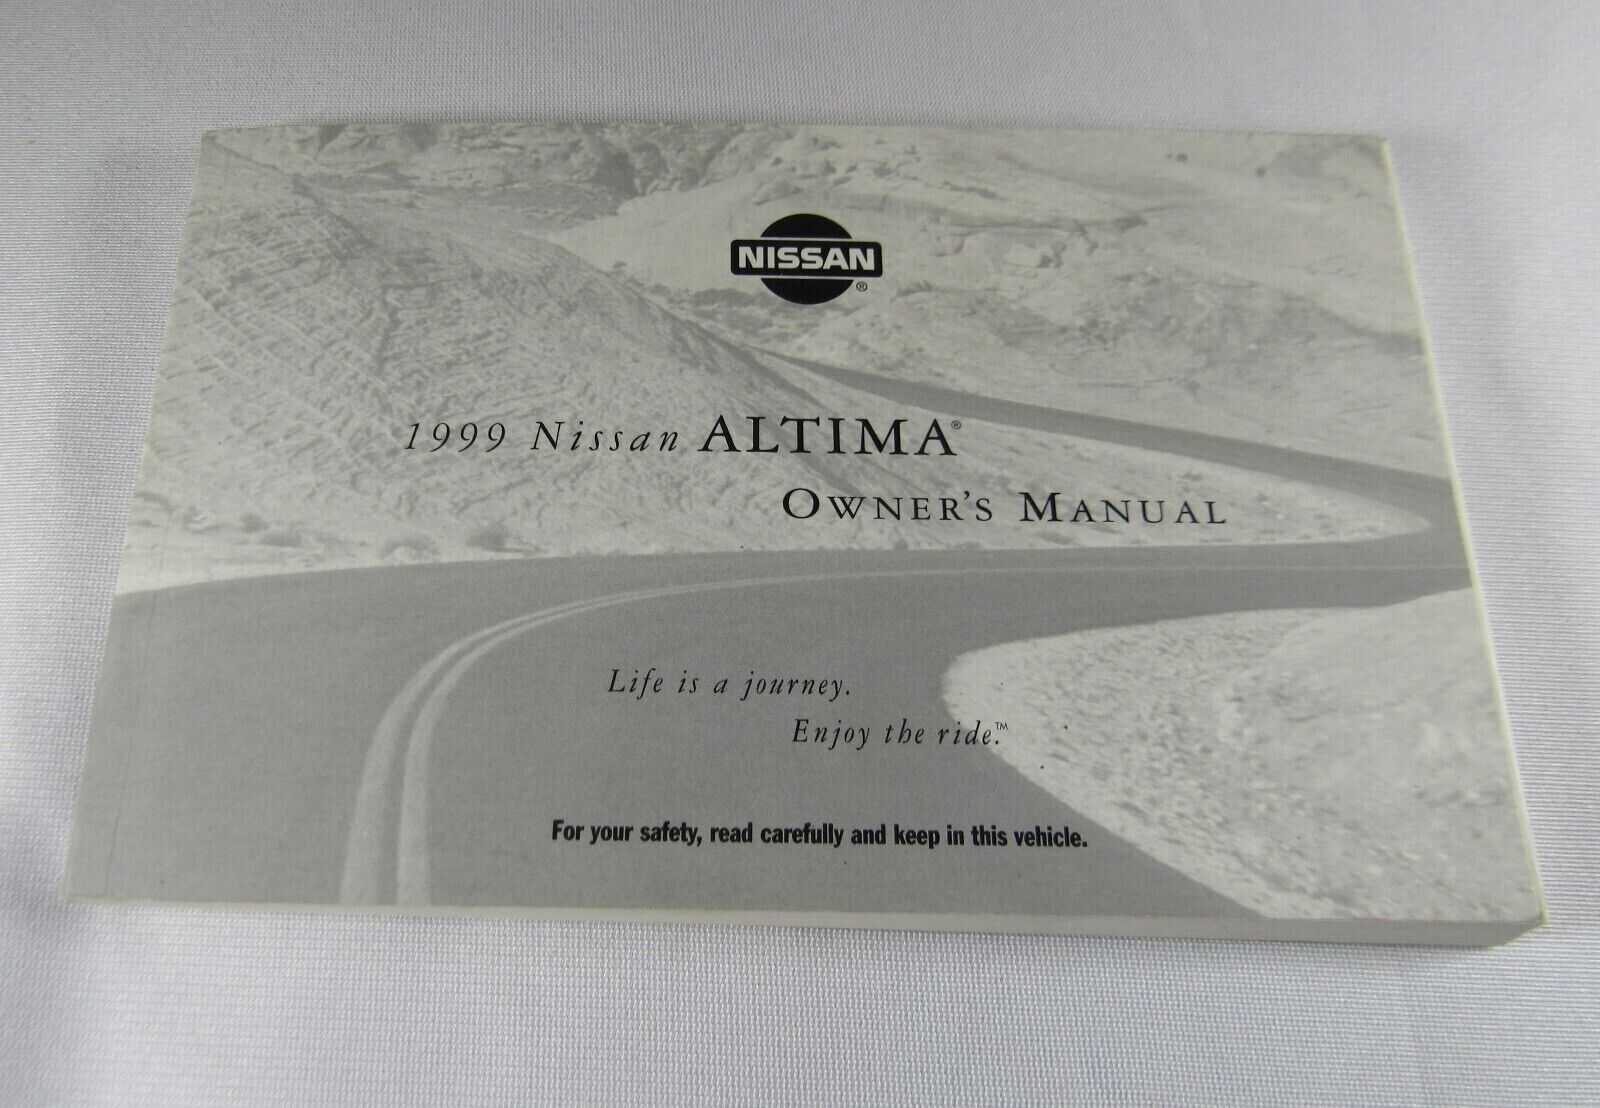 NISSAN
®
1999 Nissan ALTIMA®
OWNER'S MANUAL
Life is a journey.
Enjoy the ride.™
For your safety, read carefully and keep in this vehicle.